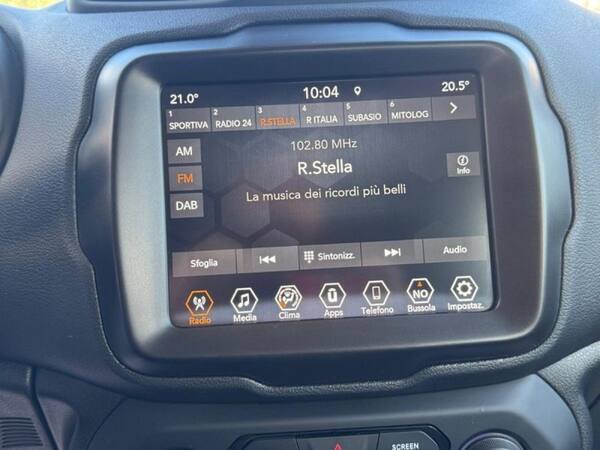 21.0° 10:04 20.5°
1 SPORTIVA 2 RADIO 24 3 R.STELLA 4 R ITALIA 5 SUBASIO 6 MITOLOG >
AM 102.80 MHz
FM R.Stella i Info
DAB La musica dei ricordi più belli
Sfoglia Sintonizz. Audio
Radio Media Clima Apps Telefono NO Bussola Impostaz.
SCREEN